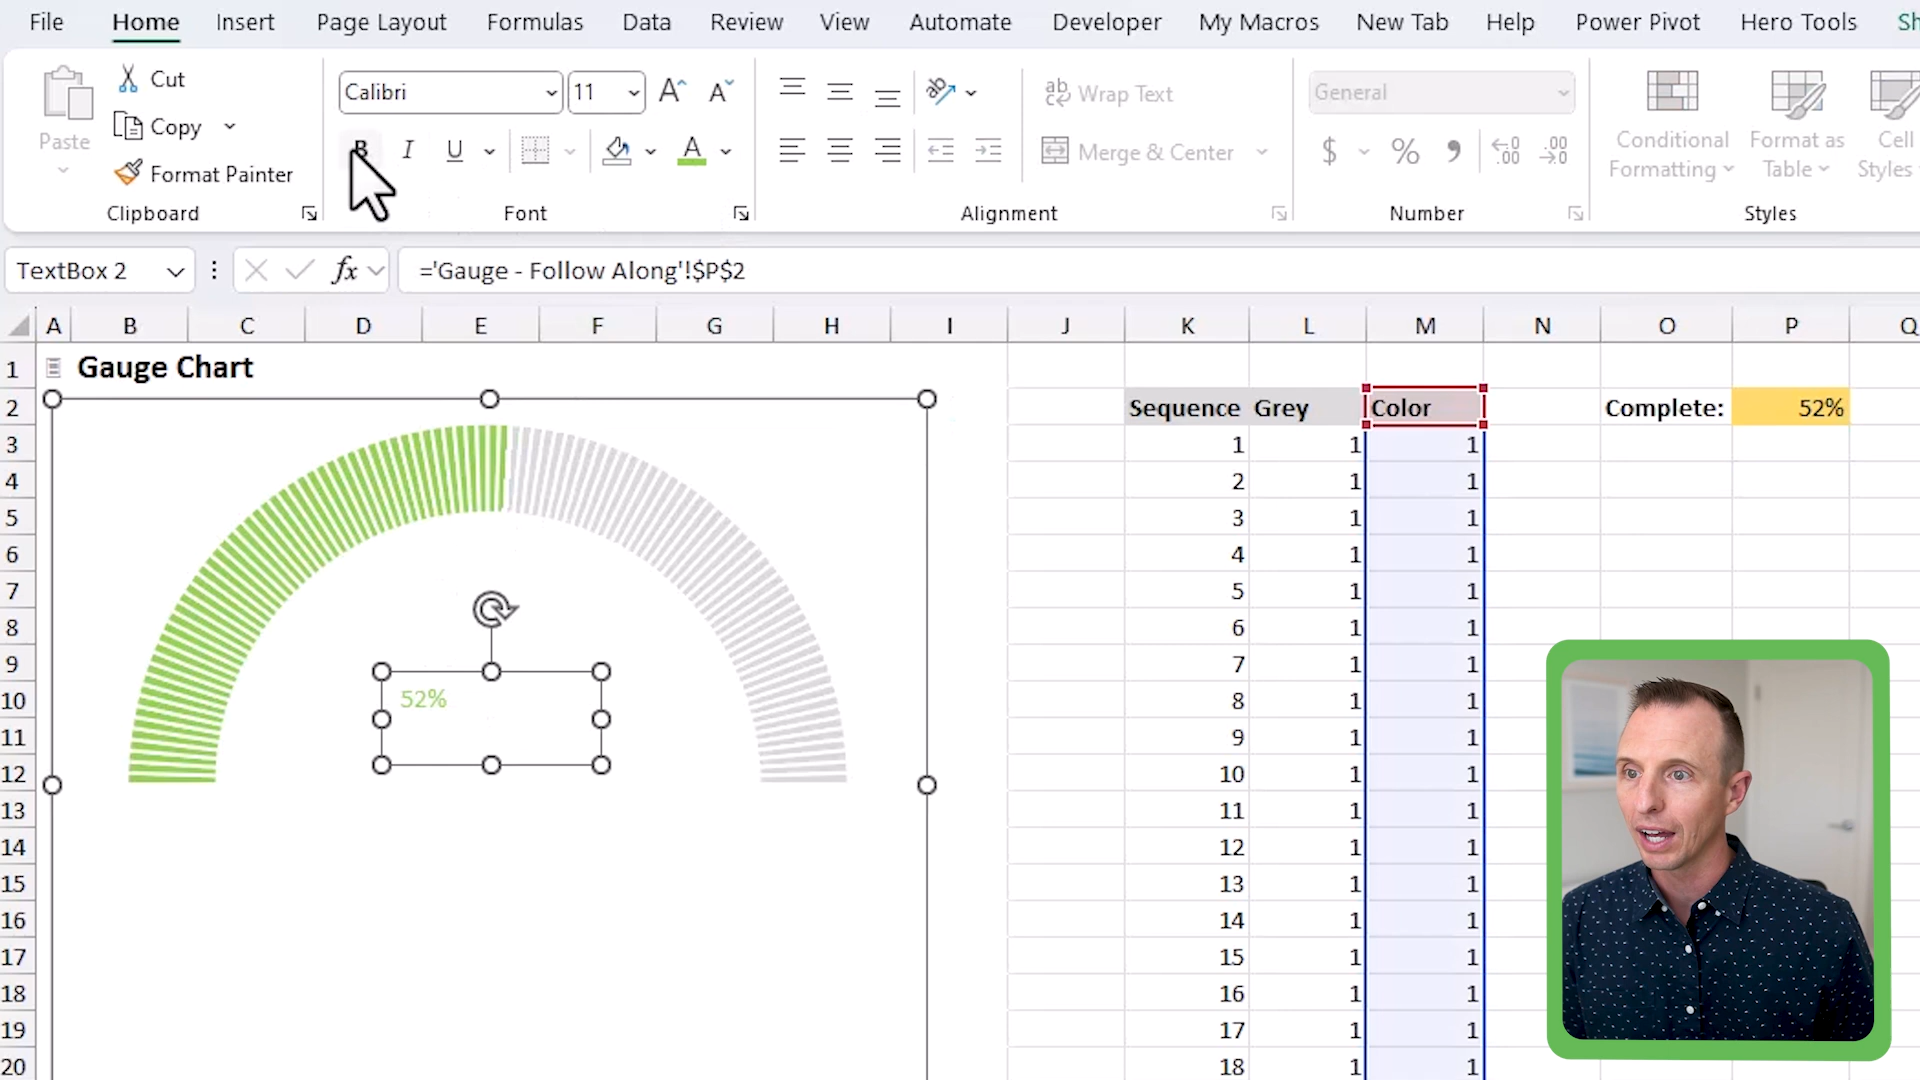 File Home Insert Page Layout Formulas Data Review View Automate Developer My Macros New Tab Help Power Pivot Hero Tools Sh
Paste
Cut
Copy
Format Painter
Clipboard
Calibri 11 A A
B I U A
Font
ab
Wrap Text
Merge & Center
Alignment
General
$ % 9 .00 .00
Number
Conditional Formatting
Format as Table
Cell Styles
Styles
TextBox 2 fx ='Gauge - Follow Along'!$P$2
A B C D E F G H I J K L M N O P Q
1 Gauge Chart
2 Sequence Grey Color Complete: 52%
3 1 1 1
4 2 1 1
5 3 1 1
6 4 1 1
7 5 1 1
8 6 1 1
9 7 1 1
10 52% 8 1 1
11 9 1 1
12 10 1 1
13 11 1 1
14 12 1 1
15 13 1 1
16 14 1 1
17 15 1 1
18 16 1 1
19 17 1 1
20 18 1 1